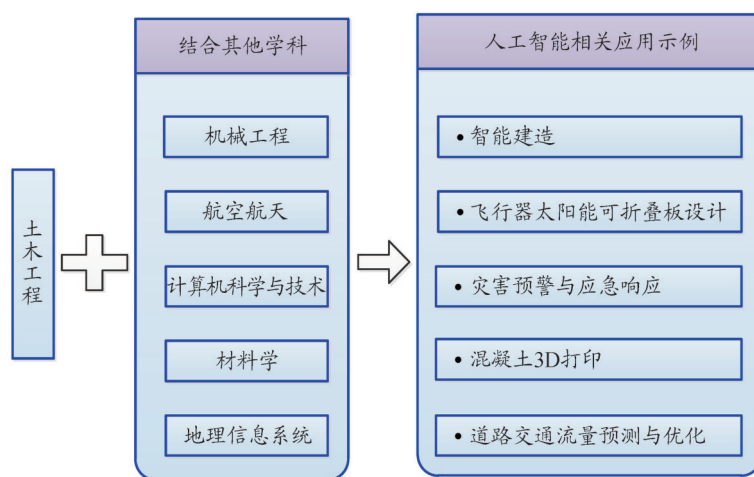 结合其他学科
人工智能相关应用示例
土木工程
机械工程
航空航天
计算机科学与技术
材料学
地理信息系统
• 智能建造
• 飞行器太阳能可折叠板设计
• 灾害预警与应急响应
• 混凝土3D打印
• 道路交通流量预测与优化